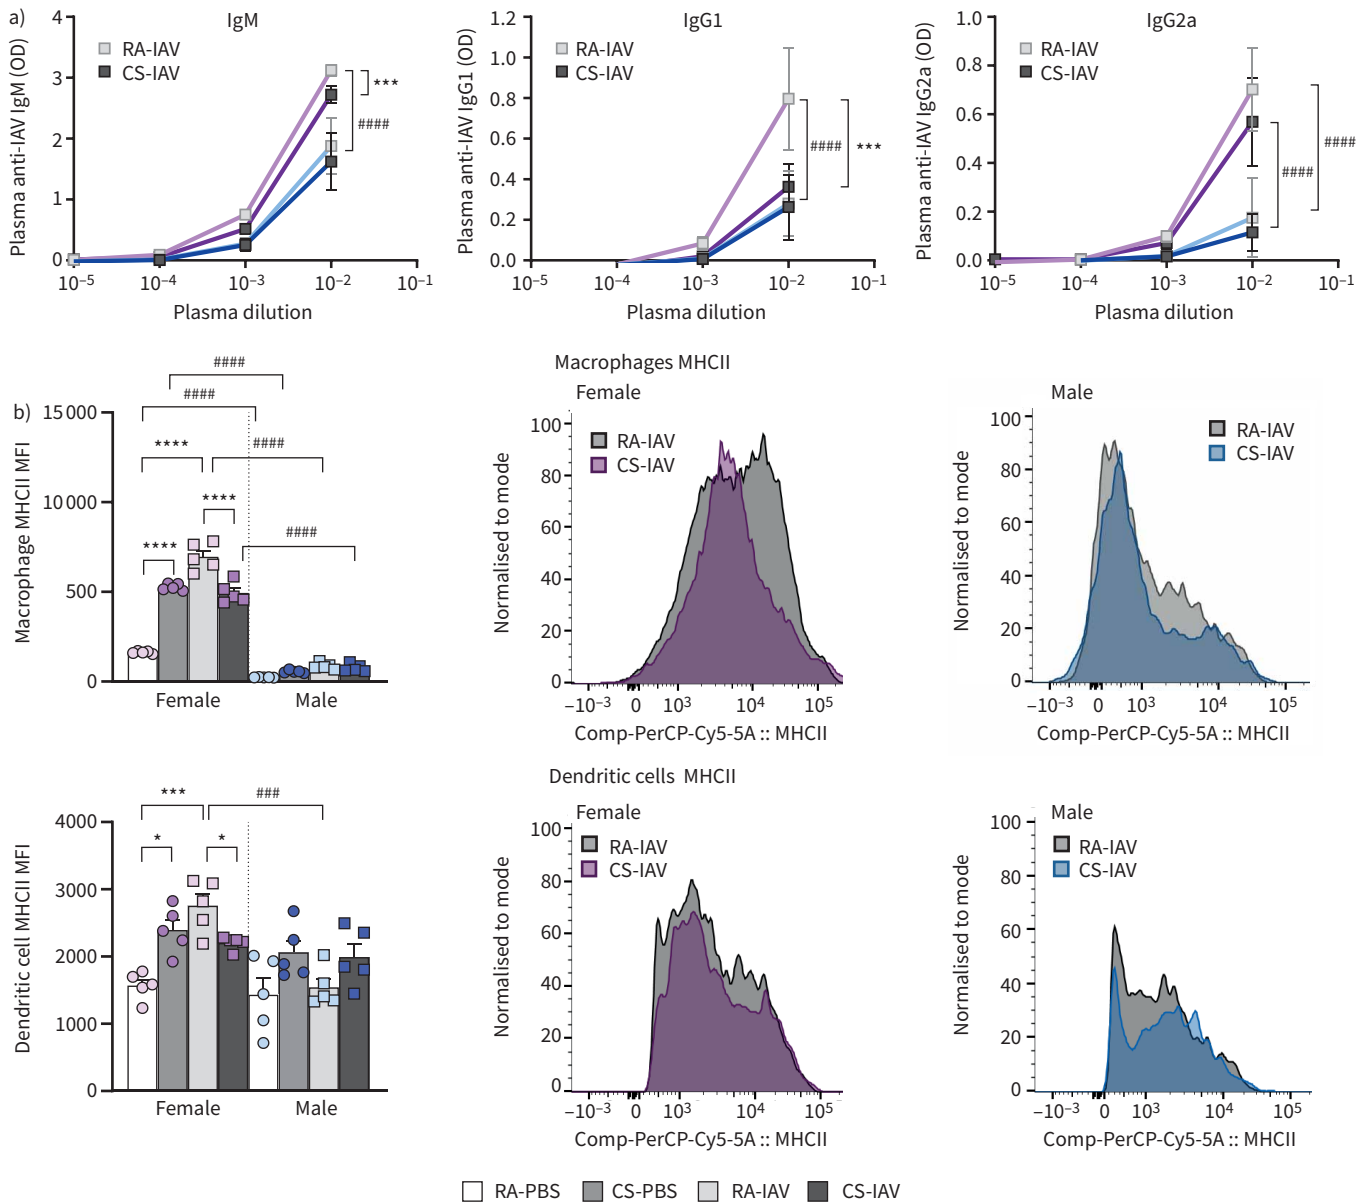 a)
IgM
Plasma anti-IAV IgM (OD)
4
3
2
1
0
RA-IAV
CS-IAV
***
####
10⁻⁵ 10⁻⁴ 10⁻³ 10⁻² 10⁻¹
Plasma dilution
IgG1
Plasma anti-IAV IgG1 (OD)
1.2
1.0
0.8
0.6
0.4
0.2
0.0
RA-IAV
CS-IAV
#### ***
10⁻⁵ 10⁻⁴ 10⁻³ 10⁻² 10⁻¹
Plasma dilution
IgG2a
Plasma anti-IAV IgG2a (OD)
1.0
0.8
0.6
0.4
0.2
0.0
RA-IAV
CS-IAV
####
####
10⁻⁵ 10⁻⁴ 10⁻³ 10⁻² 10⁻¹
Plasma dilution
b)
Macrophage MHCII MFI
15 000
10 000
500
0
####
####
**** ####
****
**** ####
Female Male
Macrophages MHCII
Female
Normalised to mode
100
80
60
40
20
0
RA-IAV
CS-IAV
−10⁻³ 0 10³ 10⁴ 10⁵
Comp-PerCP-Cy5-5A :: MHCII
Male
Normalised to mode
100
80
60
40
20
0
RA-IAV
CS-IAV
−10⁻³ 0 10³ 10⁴ 10⁵
Comp-PerCP-Cy5-5A :: MHCII
Dendritic cell MHCII MFI
4000
3000
2000
1000
0
*** ###
* *
Female Male
Dendritic cells MHCII
Female
Normalised to mode
100
80
60
40
20
0
RA-IAV
CS-IAV
−10⁻³ 0 10³ 10⁴ 10⁵
Comp-PerCP-Cy5-5A :: MHCII
Male
Normalised to mode
100
80
60
40
20
0
RA-IAV
CS-IAV
−10⁻³ 0 10³ 10⁴ 10⁵
Comp-PerCP-Cy5-5A :: MHCII
RA-PBS CS-PBS RA-IAV CS-IAV